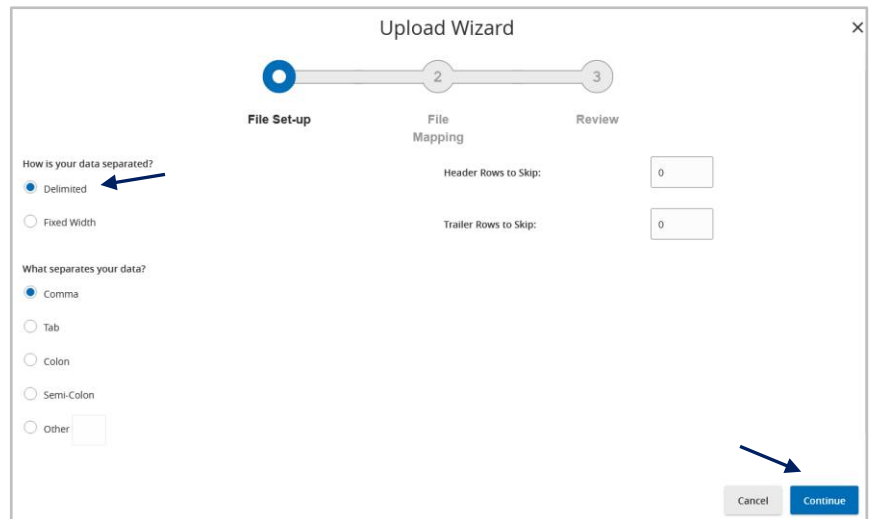 Upload Wizard
×
2
3
File Set-up
File
Mapping
Review
How is your data separated?
Delimited
Fixed Width
Header Rows to Skip:
0
Trailer Rows to Skip:
0
What separates your data?
Comma
Tab
Colon
Semi-Colon
Other
Cancel
Continue